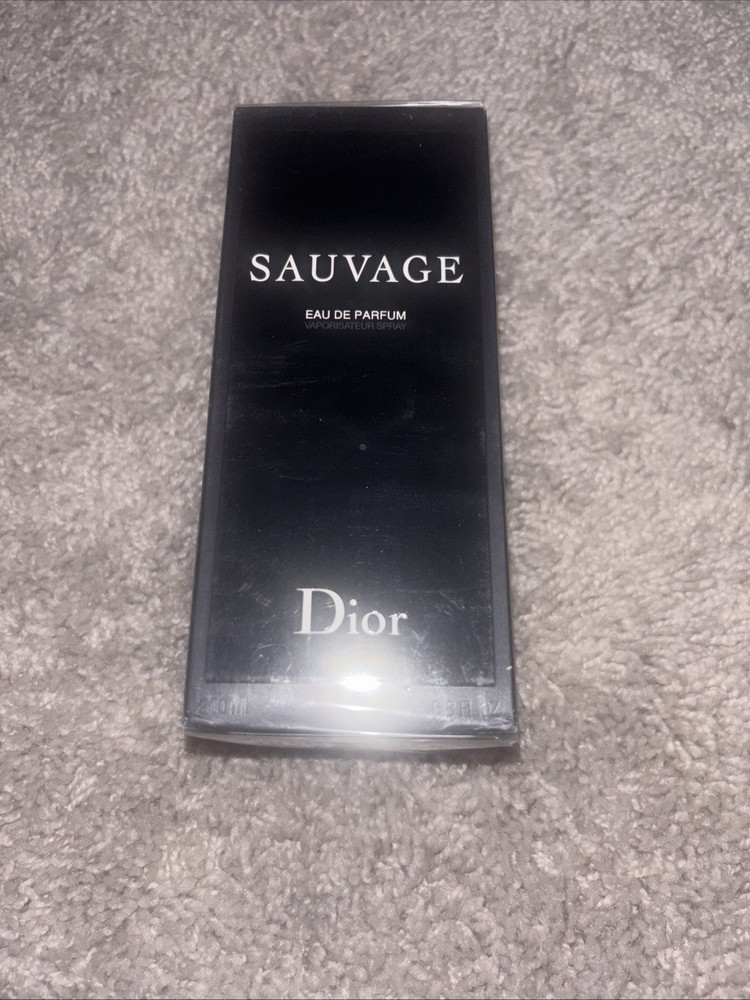 SAUVAGE
EAU DE PARFUM
VAPORISATEUR SPRAY
Dior